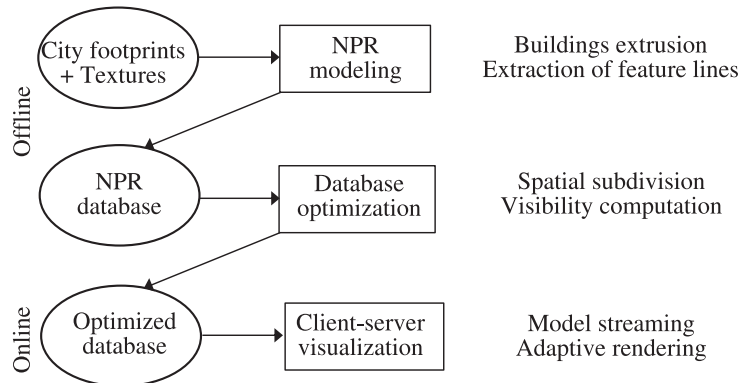 City footprints
+ Textures
NPR
modeling
Buildings extrusion
Extraction of feature lines
Offline
NPR
database
Database
optimization
Spatial subdivision
Visibility computation
Online
Optimized
database
Client-server
visualization
Model streaming
Adaptive rendering